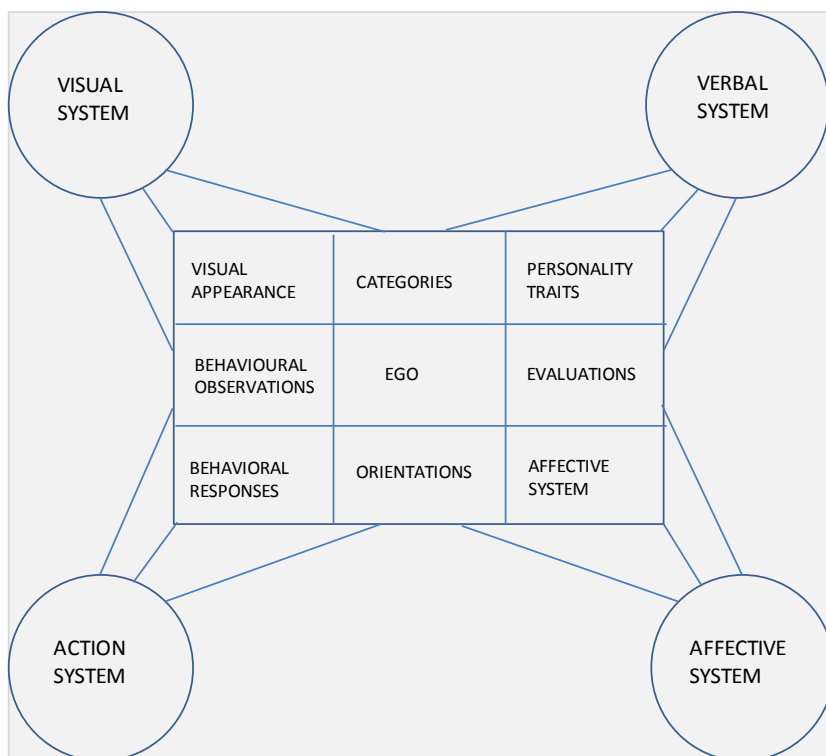 VISUAL
SYSTEM
VERBAL
SYSTEM
VISUAL
APPEARANCE
CATEGORIES
PERSONALITY
TRAITS
BEHAVIOURAL
OBSERVATIONS
EGO
EVALUATIONS
BEHAVIORAL
RESPONSES
ORIENTATIONS
AFFECTIVE
SYSTEM
ACTION
SYSTEM
AFFECTIVE
SYSTEM